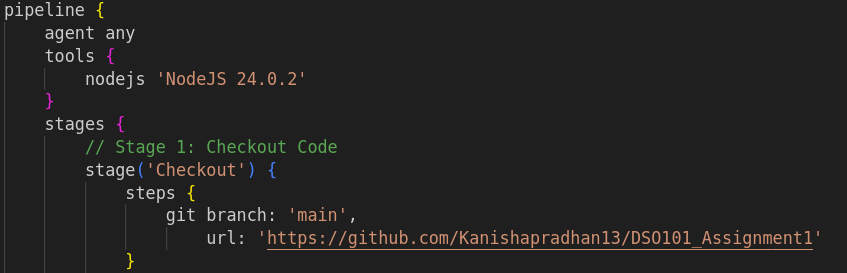 pipeline {
    agent any
    tools {
        nodejs 'NodeJS 24.0.2'
    }
    stages {
        // Stage 1: Checkout Code
        stage('Checkout') {
            steps {
                git branch: 'main',
                    url: 'https://github.com/Kanishapradhan13/DSO101_Assignment1'
            }